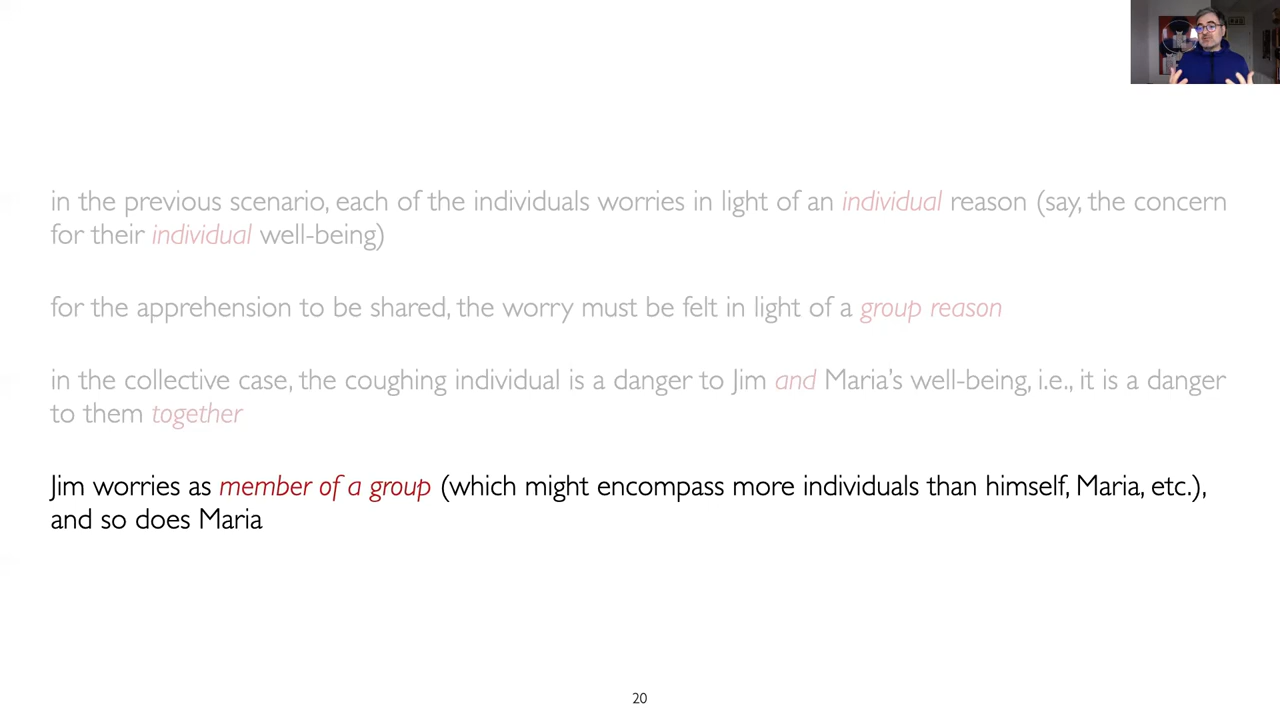 in the previous scenario, each of the individuals worries in light of an individual reason (say, the concern
for their individual well-being)
for the apprehension to be shared, the worry must be felt in light of a group reason
in the collective case, the coughing individual is a danger to Jim and Maria’s well-being, i.e., it is a danger
to them together
Jim worries as member of a group (which might encompass more individuals than himself, Maria, etc.),
and so does Maria
20